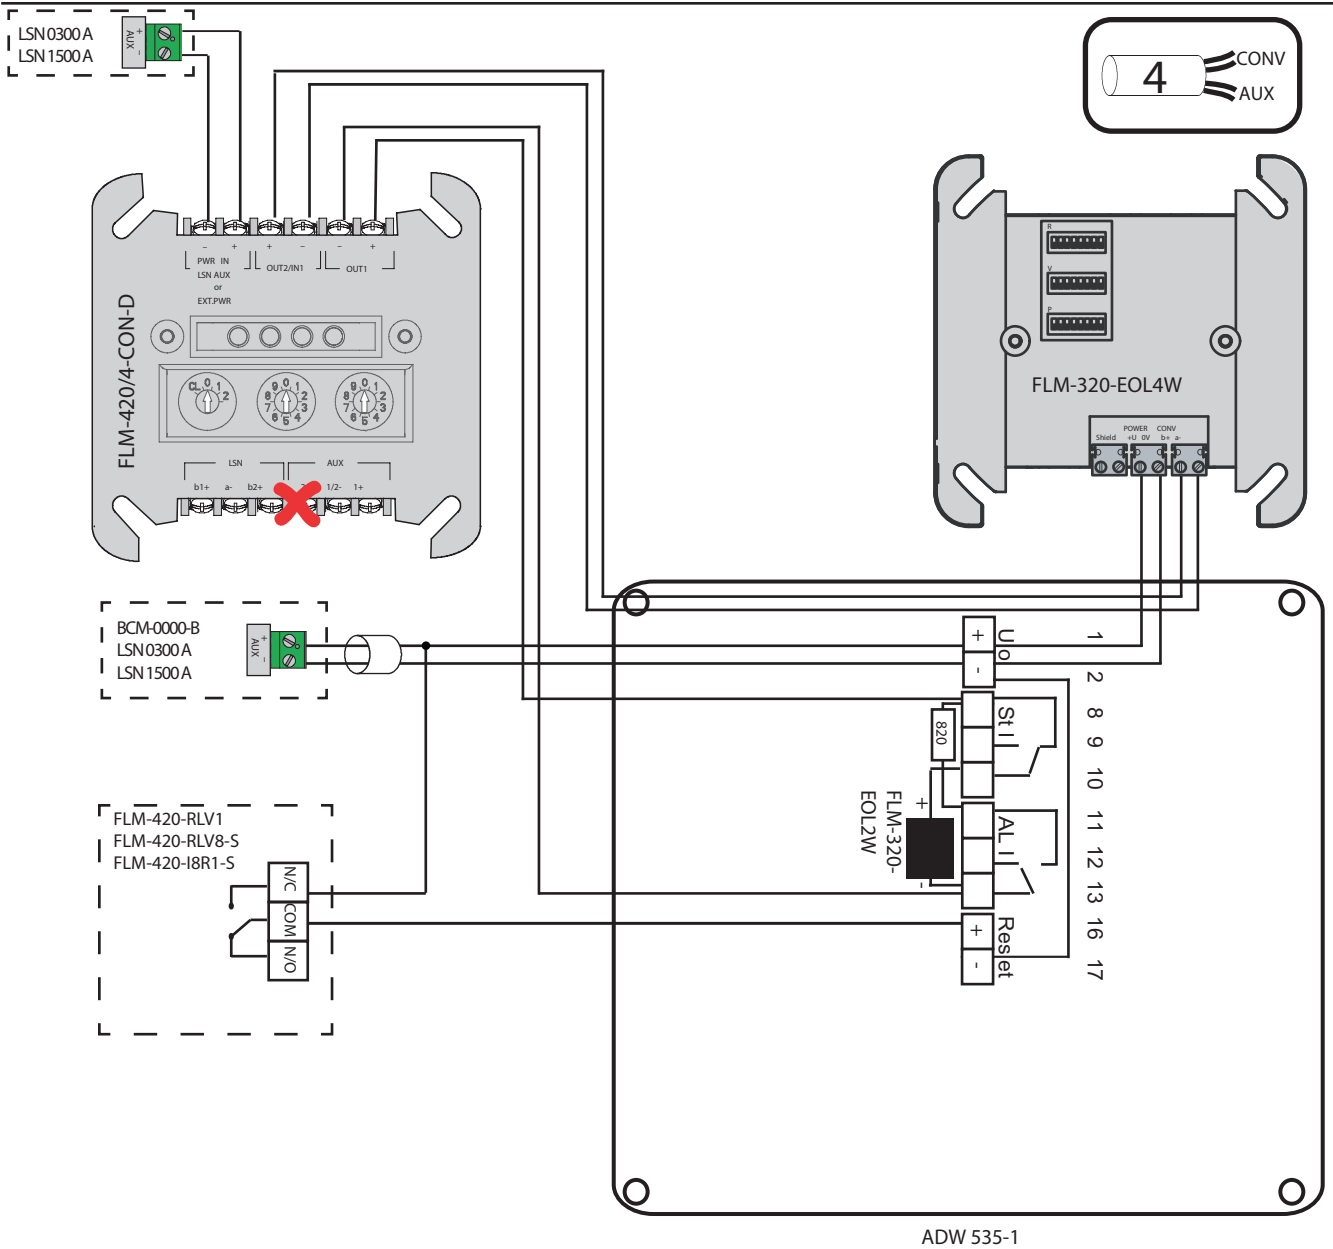 LSN 0300 A
LSN 1500 A
+
AUX
-
4
CONV
AUX
- + + - - +
PWR IN
LSN AUX
or
EXT.PWR
OUT2/IN1
OUT1
FLM-420/4-CON-D
CL 0 1 2
9 0 1 2 3 4 5 6 7 8
9 0 1 2 3 4 5 6 7 8
LSN
AUX
b1+ a- b2+ 1/2- 1+
R
V
P
FLM-320-EOL4W
POWER CONV
Shield +U 0V b+ a-
BCM-0000-B
LSN 0300 A
LSN 1500 A
+
AUX
-
FLM-420-RLV1
FLM-420-RLV8-S
FLM-420-I8R1-S
N/C
COM
N/O
+
-
Uo
1
2
St I
8
9
10
820
FLM-320-
EOL2W
+
-
AL I
11
12
13
+
-
Reset
16
17
ADW 535-1